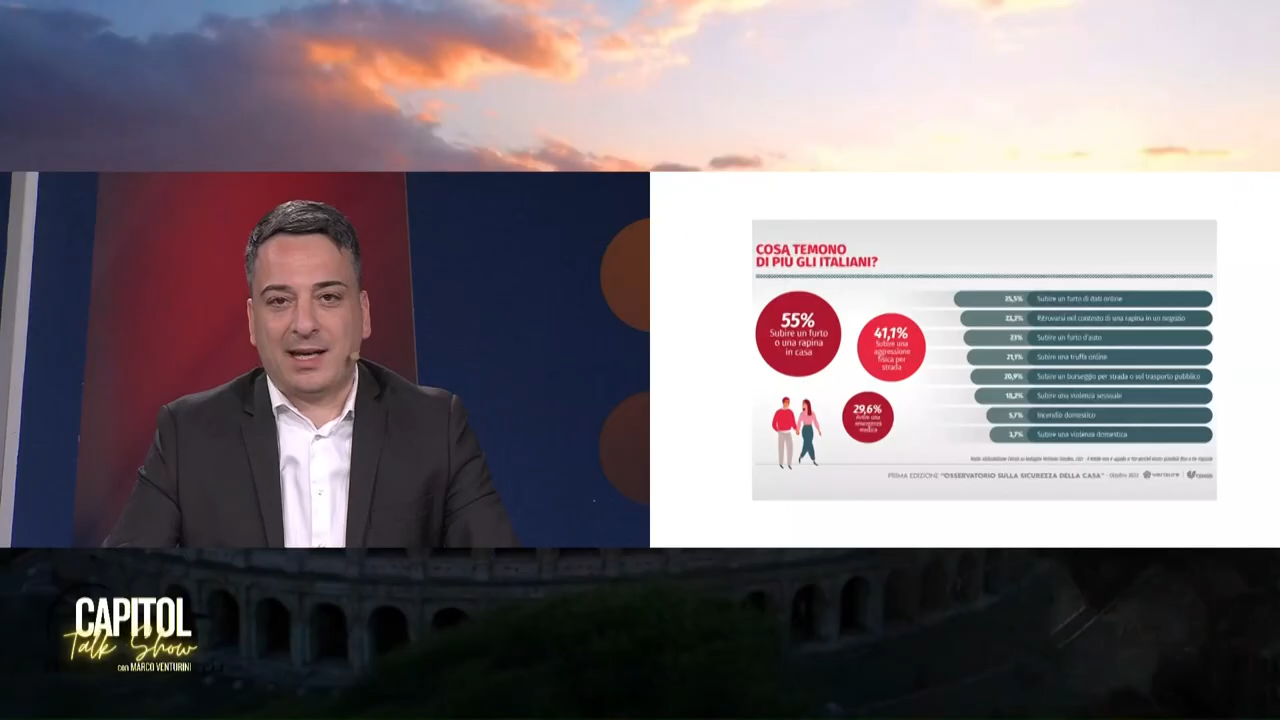 COSA TEMONO
DI PIÙ GLI ITALIANI?
55%
Subire un furto
o una rapina
in casa
41,1%
Subire una
aggressione
fisica per
strada
29,6%
Avere una
emergenza
medica
25,5% Subire un furto di dati online
23,2% Ritrovarsi nel contesto di una rapina in un negozio
23% Subire un furto d'auto
21,1% Subire una truffa online
20,9% Subire un borseggio per strada o sul trasporto pubblico
18,2% Subire una violenza sessuale
5,7% Incendio domestico
3,7% Subire una violenza domestica
PRIMA EDIZIONE "OSSERVATORIO SULLA SICUREZZA DELLA CASA" - Ottobre 2022 verisure
CAPITOL
Talk Show
con MARCO VENTURINI